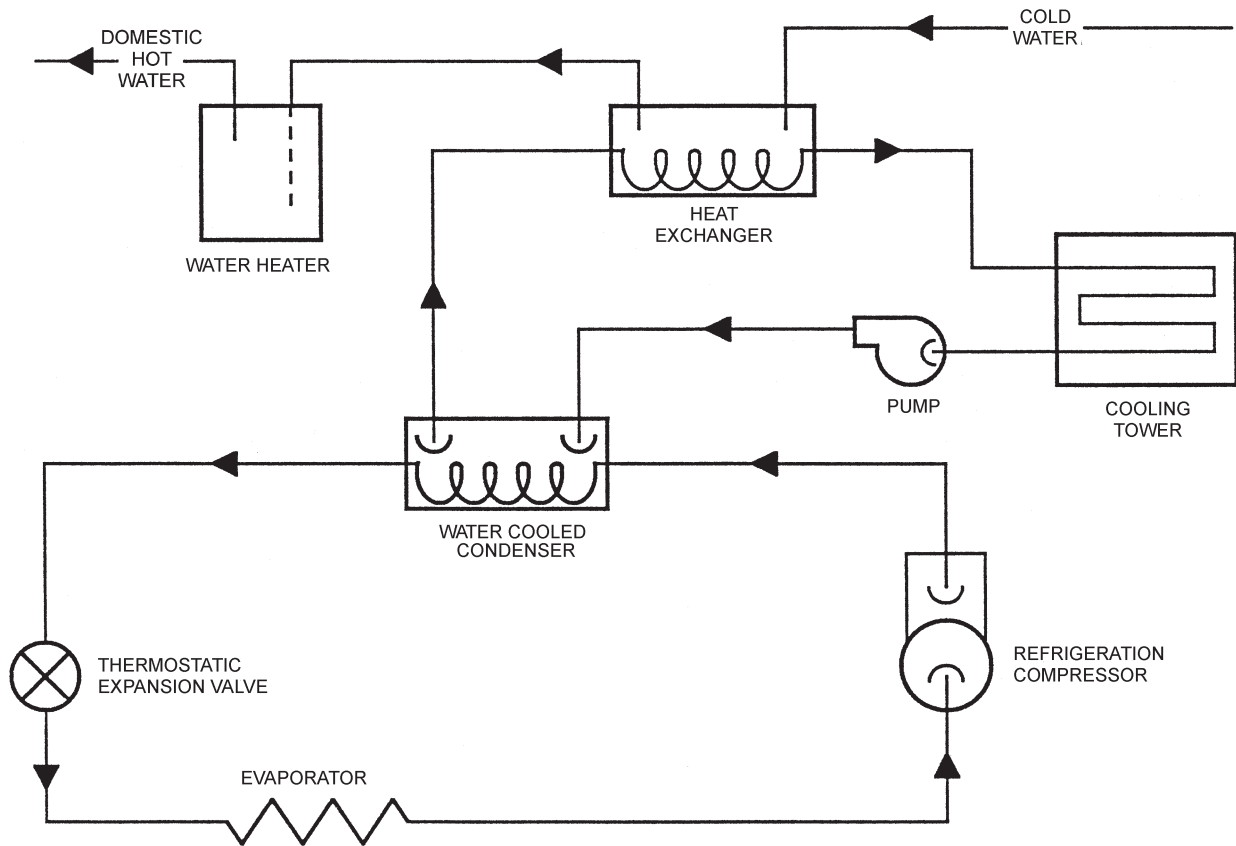 DOMESTIC
HOT
WATER
COLD
WATER
HEAT
EXCHANGER
WATER HEATER
PUMP
COOLING
TOWER
WATER COOLED
CONDENSER
THERMOSTATIC
EXPANSION VALVE
REFRIGERATION
COMPRESSOR
EVAPORATOR